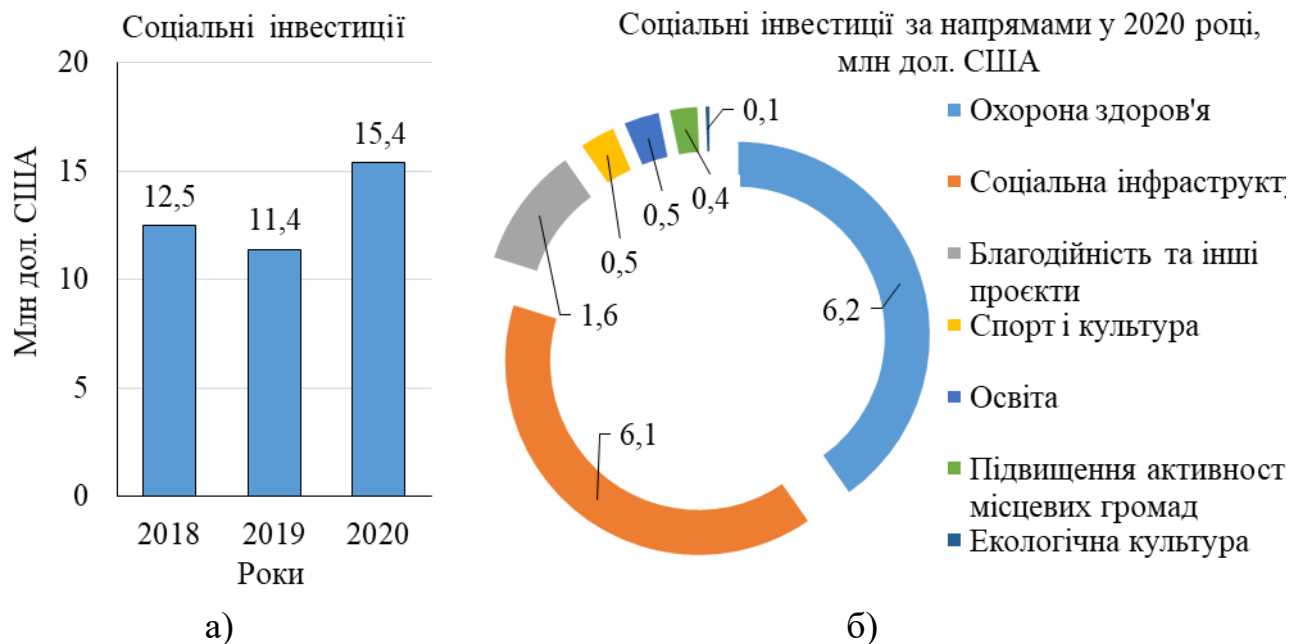 Соціальні інвестиції
Млн дол. США
20
15
10
5
0
12,5
11,4
15,4
2018
2019
2020
Роки
а)
Соціальні інвестиції за напрямами у 2020 році,
млн дол. США
0,1
0,4
0,5
0,5
1,6
6,2
6,1
Охорона здоров'я
Соціальна інфраструкту
Благодійність та інші
проєкти
Спорт і культура
Освіта
Підвищення активност
місцевих громад
Екологічна культура
б)